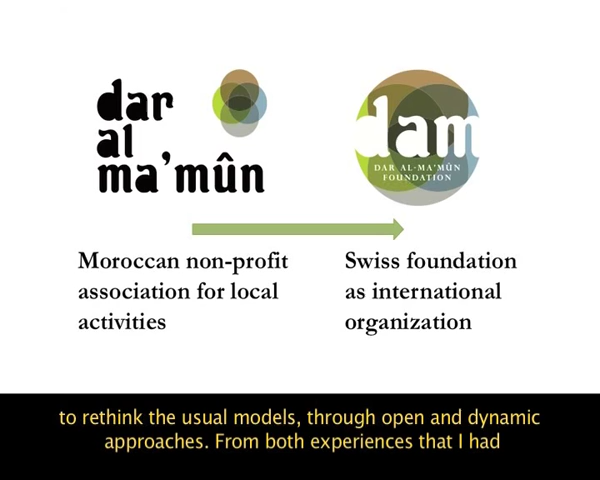 dar
al
ma'mûn
dam
DAR AL-MA'MÛN
FOUNDATION
Moroccan non-profit
association for local
activities
Swiss foundation
as international
organization
to rethink the usual models, through open and dynamic
approaches. From both experiences that I had